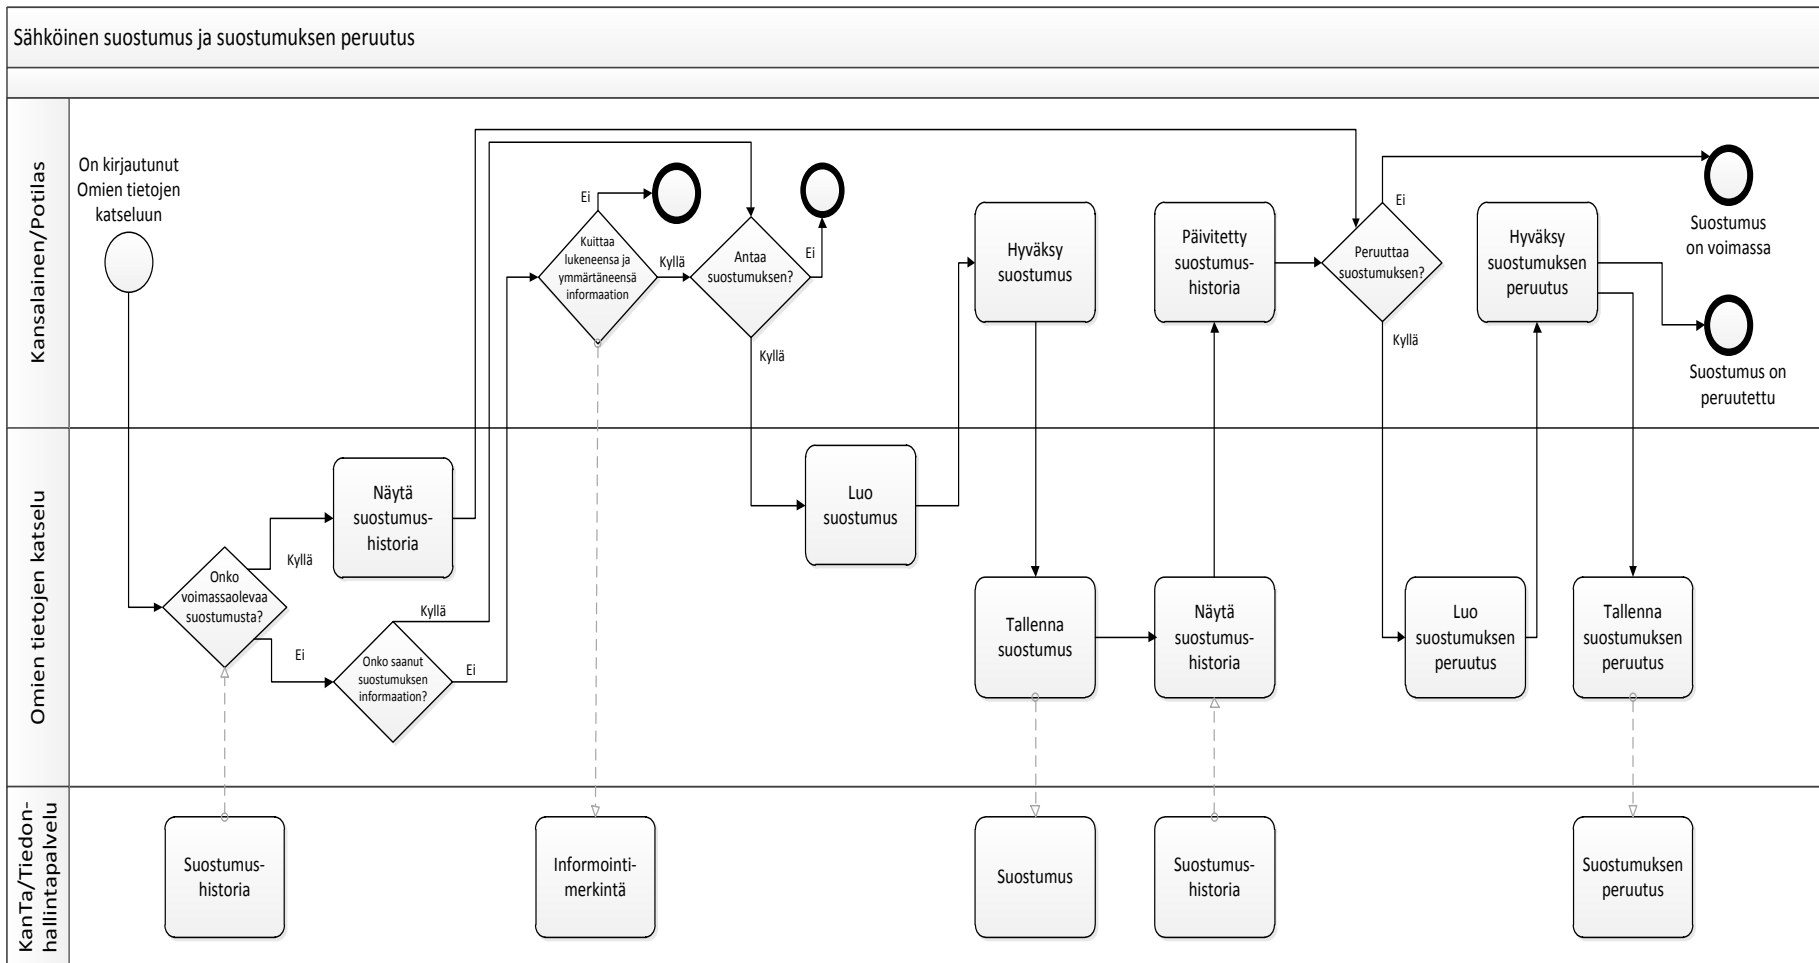 Sähköinen suostumus ja suostumuksen peruutus
Kansalainen/Potilas
On kirjautunut
Omien tietojen
katseluun
Kuittaa
lukeneensa ja
ymmärtäneensä
informaation
Ei
Kyllä
Antaa
suostumuksen?
Ei
Kyllä
Hyväksy
suostumus
Päivitetty
suostumus-
historia
Peruuttaa
suostumuksen?
Ei
Kyllä
Hyväksy
suostumuksen
peruutus
Suostumus
on voimassa
Suostumus on
peruutettu
Omien tietojen katselu
Onko
voimassaolevaa
suostumusta?
Kyllä
Ei
Näytä
suostumus-
historia
Onko saanut
suostumuksen
informaation?
Kyllä
Ei
Luo
suostumus
Tallenna
suostumus
Näytä
suostumus-
historia
Luo
suostumuksen
peruutus
Tallenna
suostumuksen
peruutus
KanTa/Tiedon-
hallintapalvelu
Suostumus-
historia
Informointi-
merkintä
Suostumus
Suostumus-
historia
Suostumuksen
peruutus